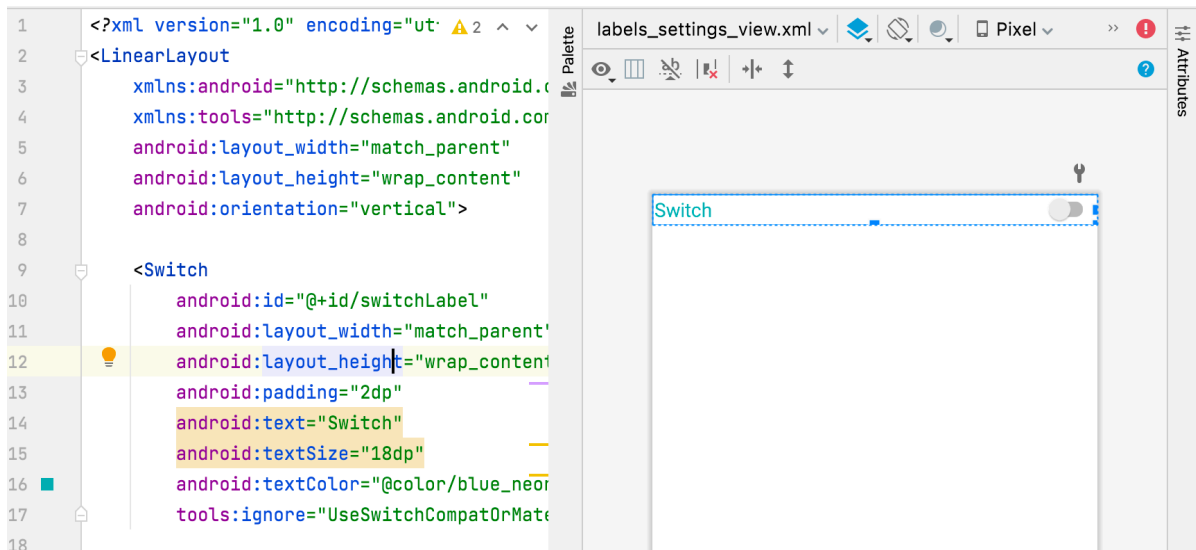 1 <?xml version="1.0" encoding="ut 2
2 <LinearLayout
3 xmlns:android="http://schemas.android.
4 xmlns:tools="http://schemas.android.com
5 android:layout_width="match_parent"
6 android:layout_height="wrap_content"
7 android:orientation="vertical">
8
9 <Switch
10 android:id="@+id/switchLabel"
11 android:layout_width="match_parent"
12 android:layout_height="wrap_content
13 android:padding="2dp"
14 android:text="Switch"
15 android:textSize="18dp"
16 android:textColor="@color/blue_neon
17 tools:ignore="UseSwitchCompatOrMate
18
Palette
labels_settings_view.xml Pixel
Switch
Attributes